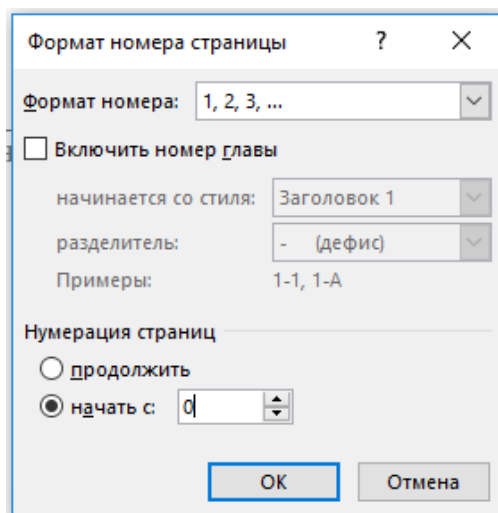 Формат номера страницы ? ×
Формат номера: 1, 2, 3, ...
Включить номер главы
начинается со стиля: Заголовок 1
разделитель: - (дефис)
Примеры: 1-1, 1-A
Нумерация страниц
продолжить
начать с: 0
ОК Отмена